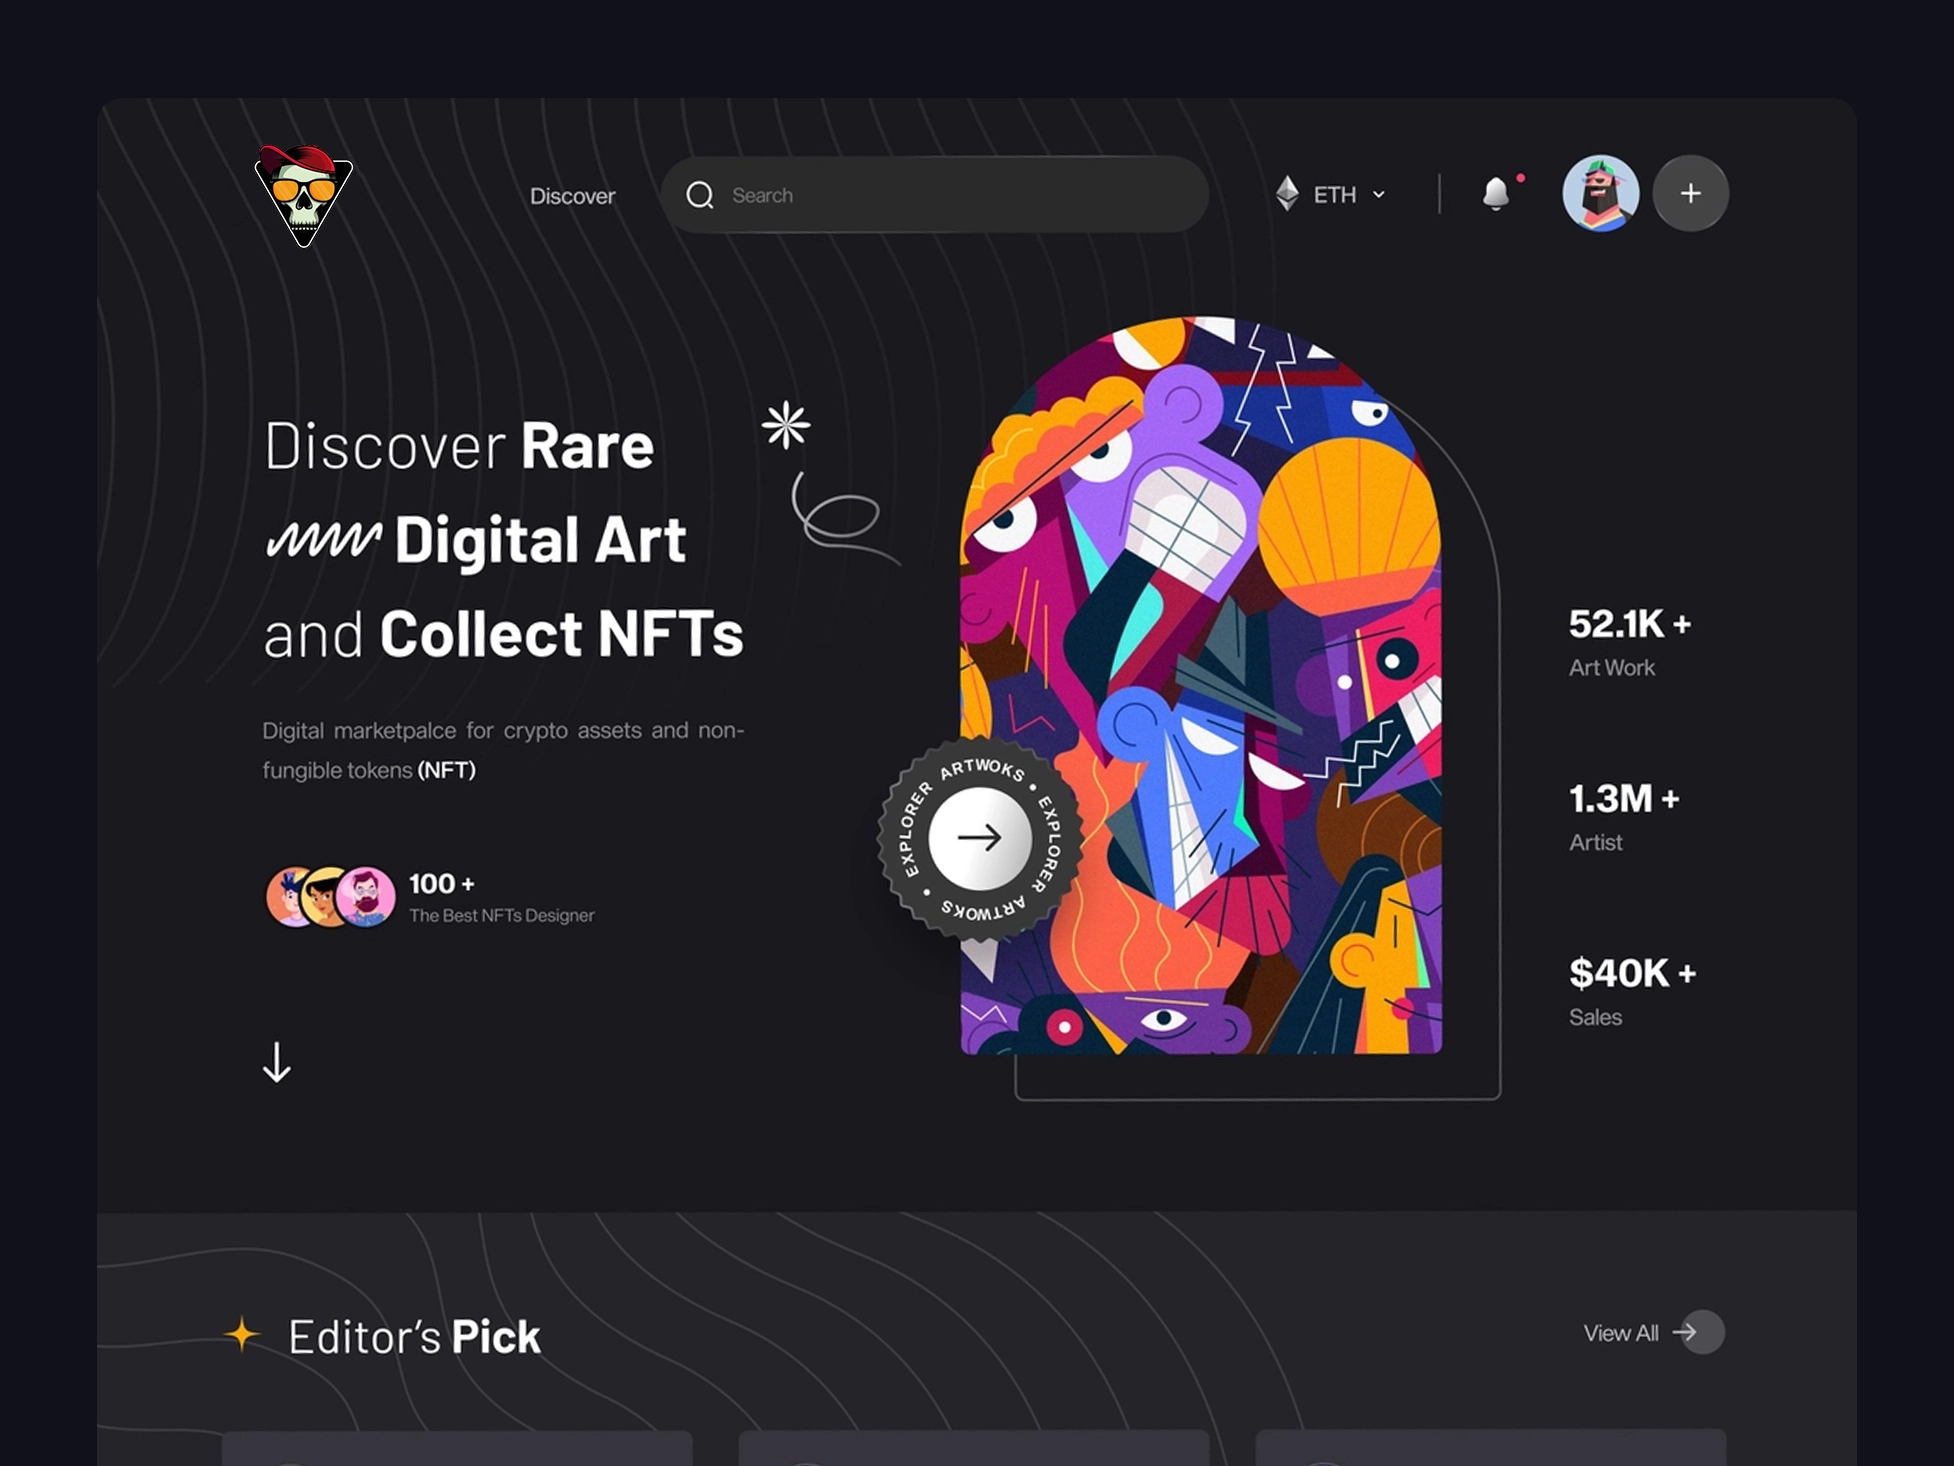 Discover
Search
ETH
Discover Rare
Digital Art
and Collect NFTs
Digital marketpalce for crypto assets and non-
fungible tokens (NFT)
100 +
The Best NFTs Designer
EXPLORER ARTWOKS • EXPLORER ARTWOKS •
52.1K +
Art Work
1.3M +
Artist
$40K +
Sales
Editor's Pick
View All